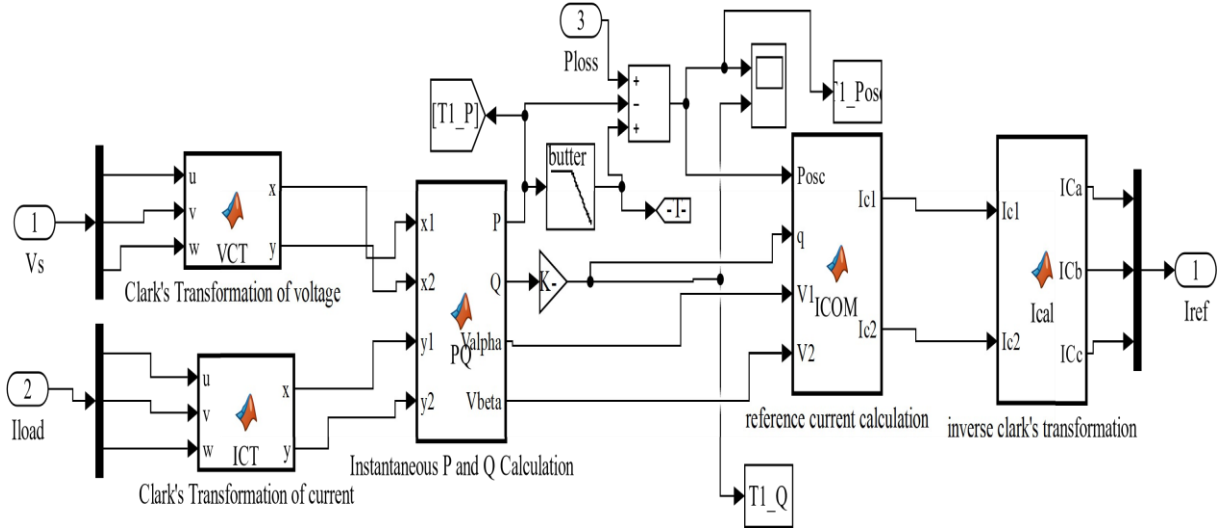 3
Ploss
+
−
+
T1_Pos
[T1_P]
butter
-T-
1
Vs
u
v
w
x
y
VCT
Clark's Transformation of voltage
2
Iload
u
v
w
x
y
ICT
Clark's Transformation of current
x1
x2
y1
y2
P
Q
Valpha
Vbeta
PQ
Instantaneous P and Q Calculation
K-
Posc
q
V1
V2
Ic1
Ic2
ICOM
reference current calculation
T1_Q
Ic1
Ic2
ICa
ICb
ICc
Ical
inverse clark's transformation
1
Iref